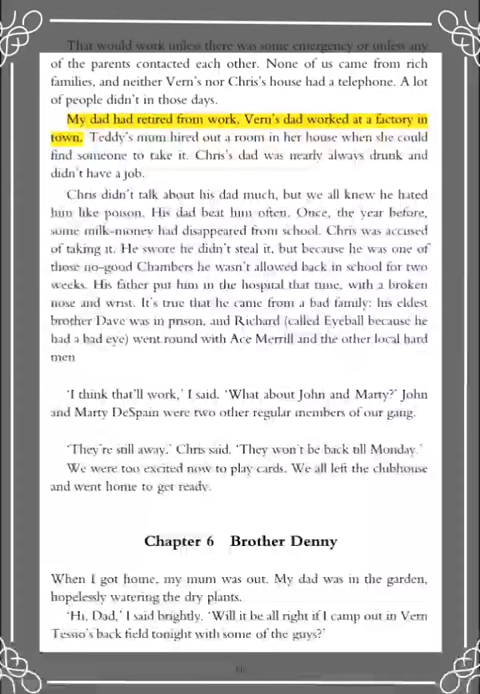 That would work unless there was some emergency or unless any
of the parents contacted each other. None of us came from rich
families, and neither Vern's nor Chris's house had a telephone. A lot
of people didn't in those days.
My dad had retired from work, Vern's dad worked at a factory in
town. Teddy's mum hired out a room in her house when she could
find someone to take it. Chris's dad was nearly always drunk and
didn't have a job.
Chris didn't talk about his dad much, but we all knew he hated
him like poison. His dad beat him often. Once, the year before,
some milk-money had disappeared from school. Chris was accused
of taking it. He swore he didn't steal it, but because he was one of
those no-good Chambers he wasn't allowed back in school for two
weeks. His father put him in the hospital that time, with a broken
nose and wrist. It's true that he came from a bad family: his eldest
brother Dave was in prison, and Richard (called Eyeball because he
had a bad eye) went round with Ace Merrill and the other local hard
men
'I think that'll work,' I said. 'What about John and Marty?' John
and Marty DeSpain were two other regular members of our gang.
'They're still away,' Chris said. 'They won't be back till Monday.'
We were too excited now to play cards. We all left the clubhouse
and went home to get ready.
Chapter 6 Brother Denny
When I got home, my mum was out. My dad was in the garden,
hopelessly watering the dry plants.
'Hi, Dad,' I said brightly. 'Will it be all right if I camp out in Vern
Tessio's back field tonight with some of the guys?'